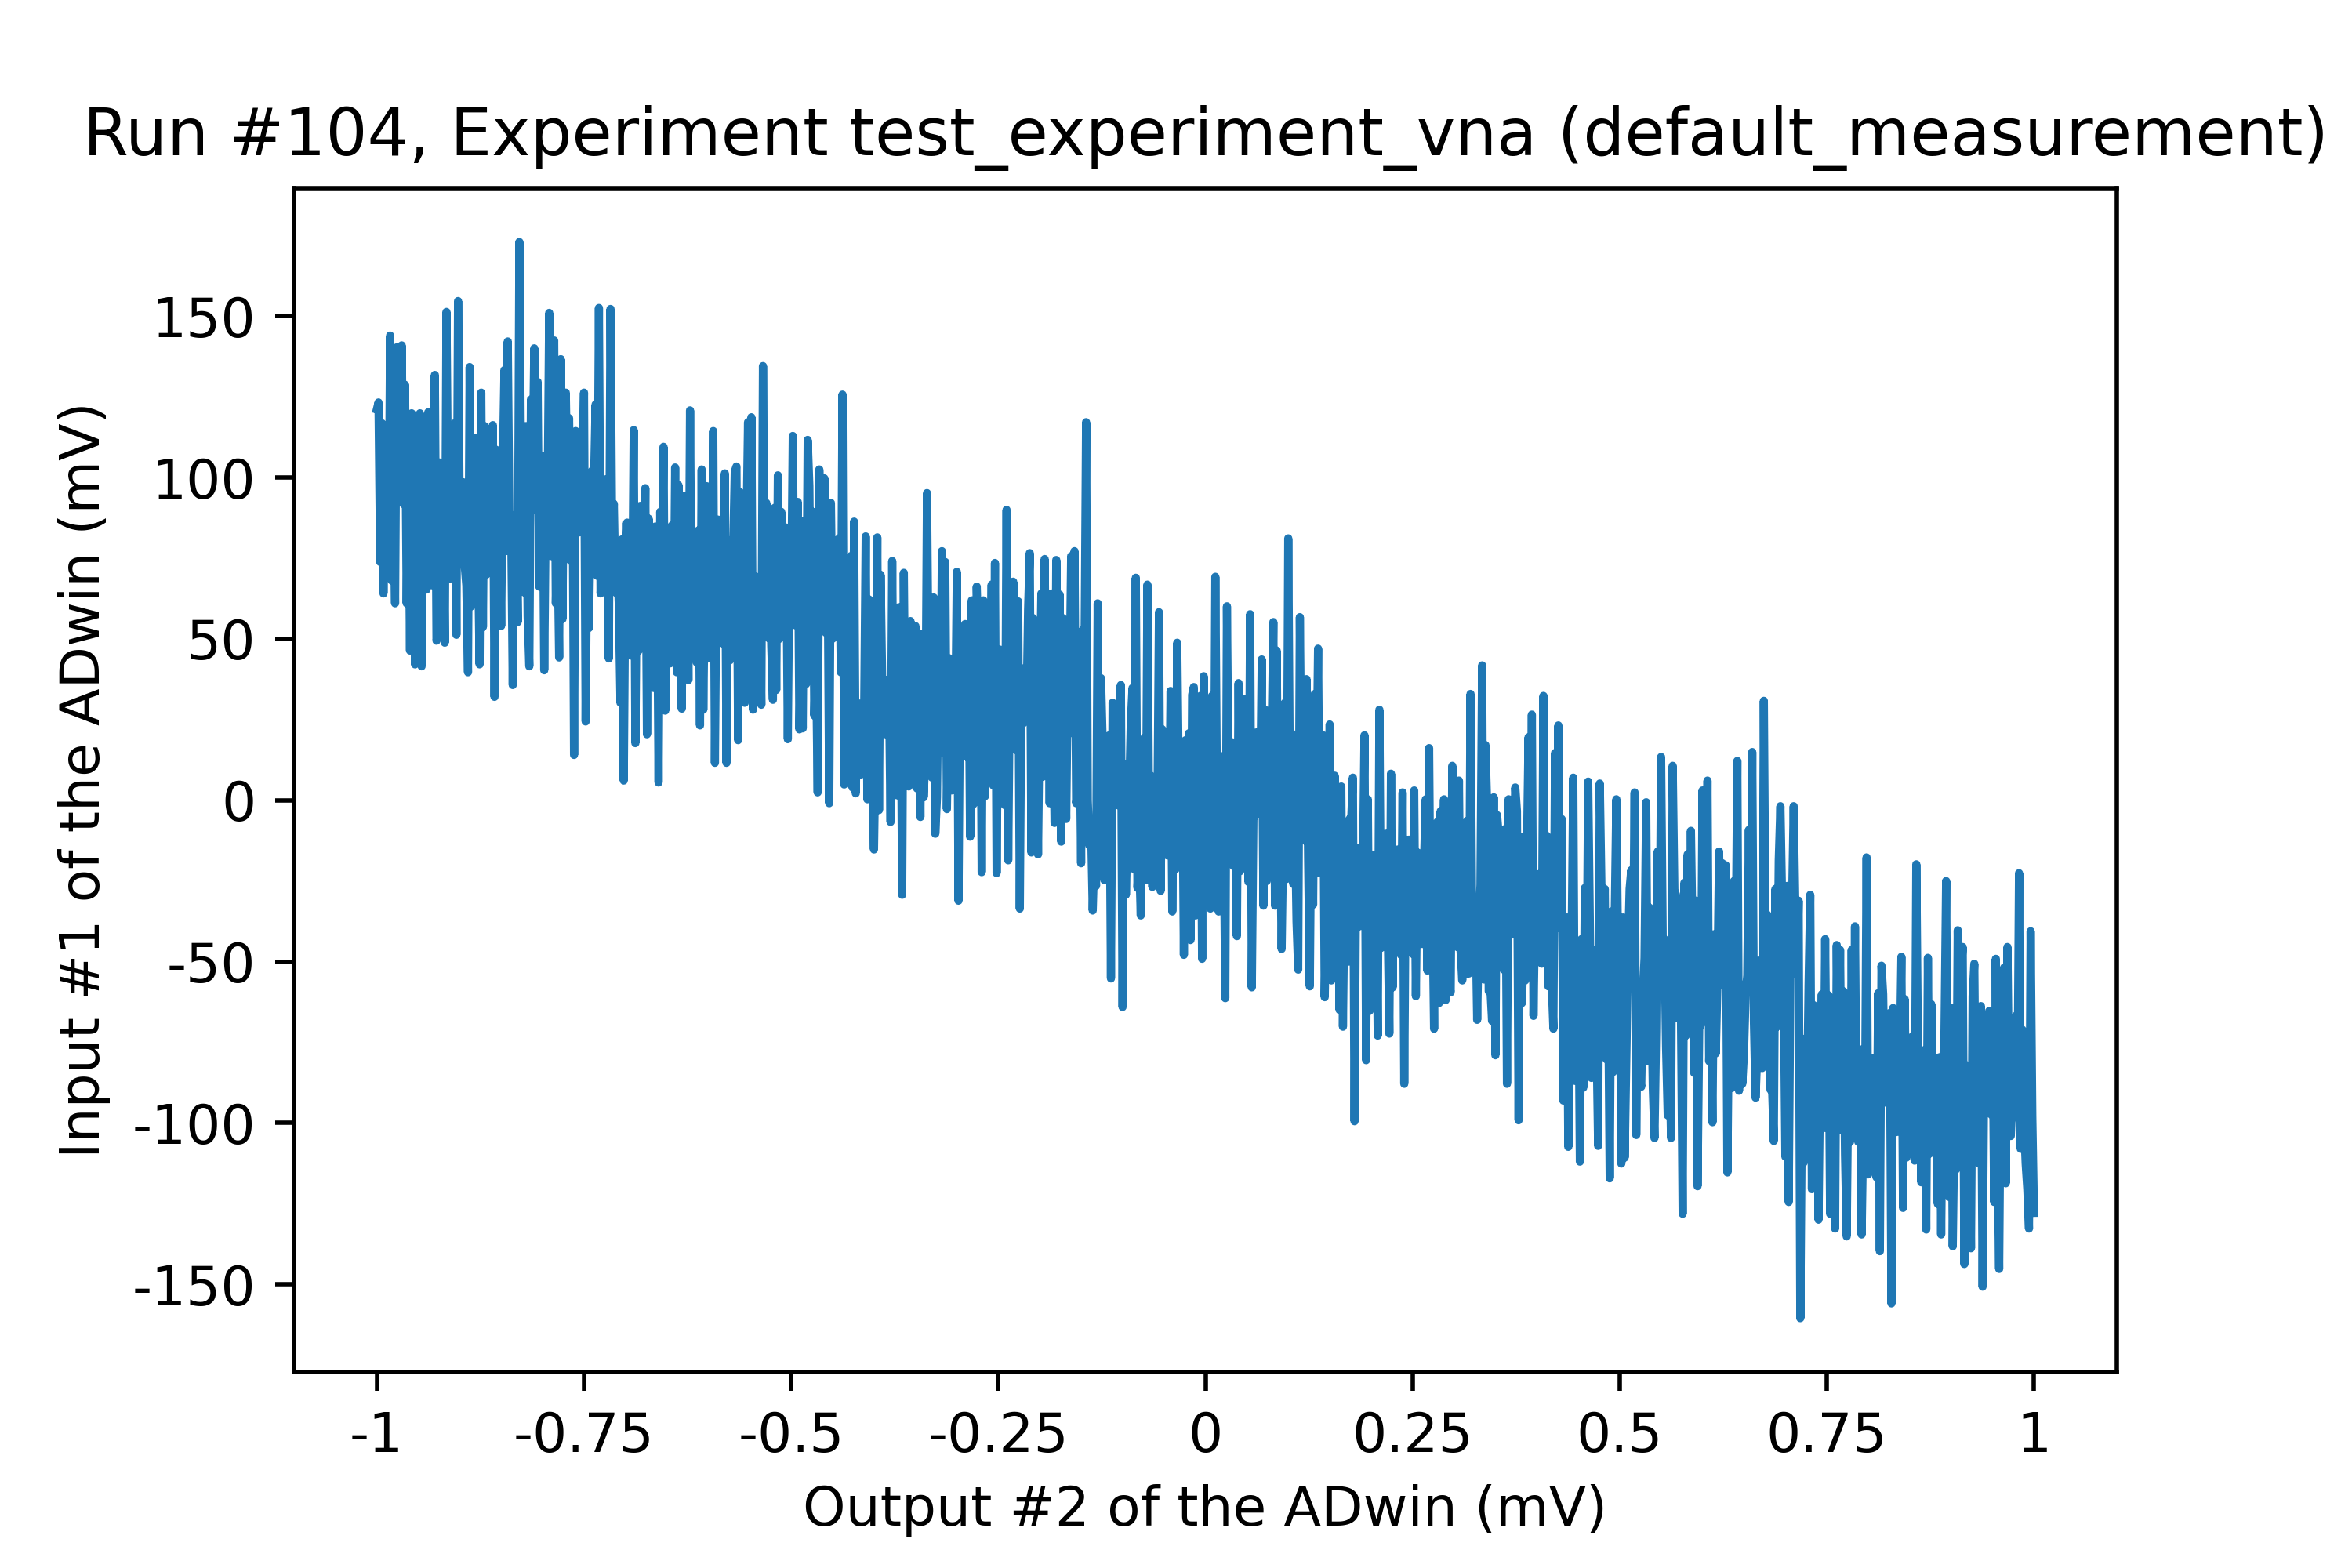 Run #104, Experiment test_experiment_vna (default_measurement)
150
100
50
0
-50
-100
-150
Input #1 of the ADwin (mV)
-1 -0.75 -0.5 -0.25 0 0.25 0.5 0.75 1
Output #2 of the ADwin (mV)